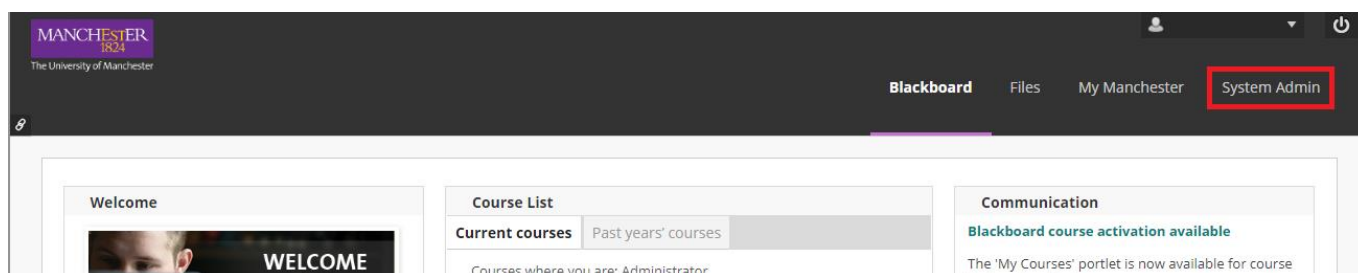 MANCHESTER
1824
The University of Manchester
Blackboard Files My Manchester System Admin
Welcome
WELCOME
Course List
Current courses Past years' courses
Courses where you are: Administrator
Communication
Blackboard course activation available
The 'My Courses' portlet is now available for course